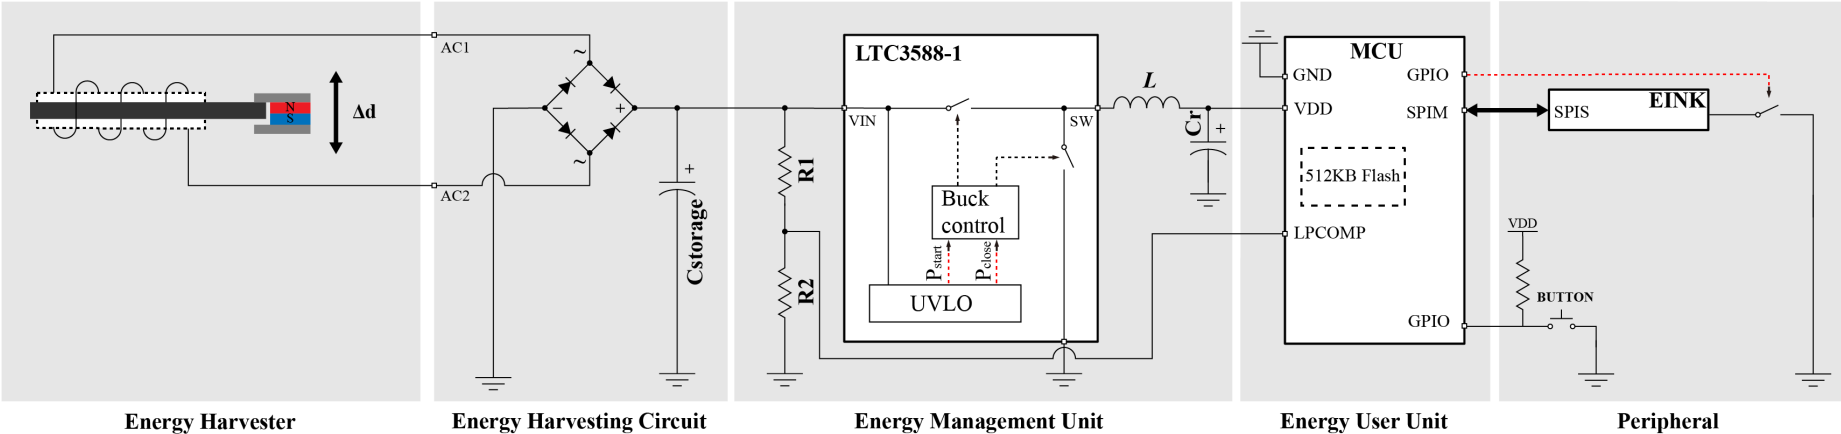 AC1
AC2
N
S
Δd
~
~
−
+
+
Cstorage
R1
R2
LTC3588-1
VIN
SW
Buck
control
Pstart
Pclose
UVLO
L
Cr
+
MCU
GND
VDD
GPIO
SPIM
512KB Flash
LPCOMP
GPIO
EINK
SPIS
VDD
BUTTON
Energy Harvester
Energy Harvesting Circuit
Energy Management Unit
Energy User Unit
Peripheral